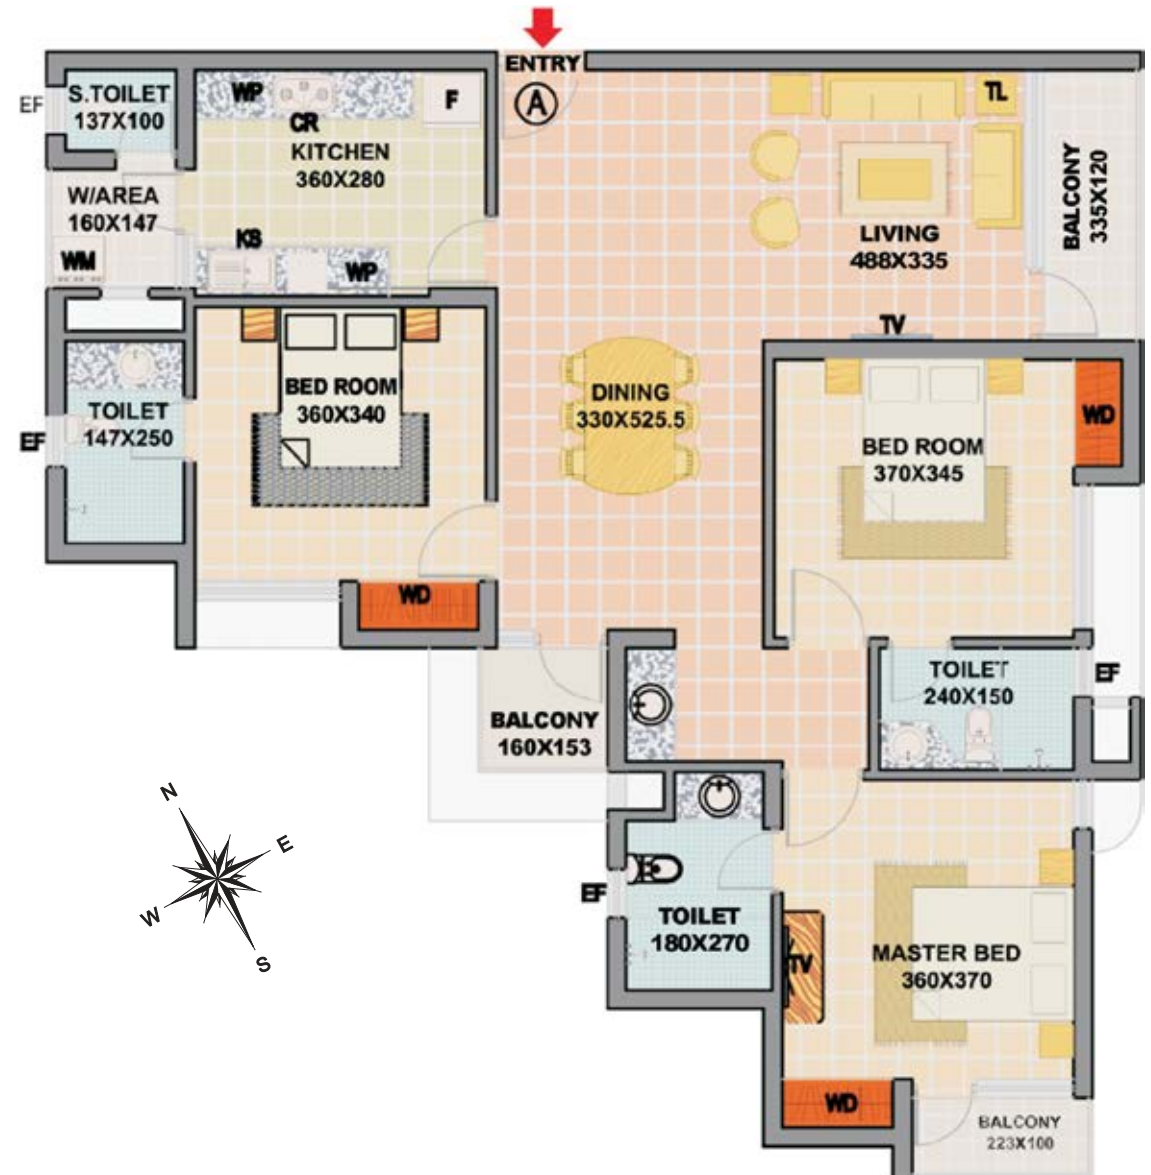 ENTRY
A
EF
S.TOILET
137X100
WP
CR
F
KITCHEN
360X280
W/AREA
160X147
WM
KS
WP
TL
LIVING
488X335
BALCONY
335X120
TV
BED ROOM
360X340
DINING
330X525.5
TOILET
147X250
EF
WD
BED ROOM
370X345
WD
BALCONY
160X153
TOILET
240X150
EF
N
E
W
S
EF
TOILET
180X270
TV
MASTER BED
360X370
WD
BALCONY
223X100